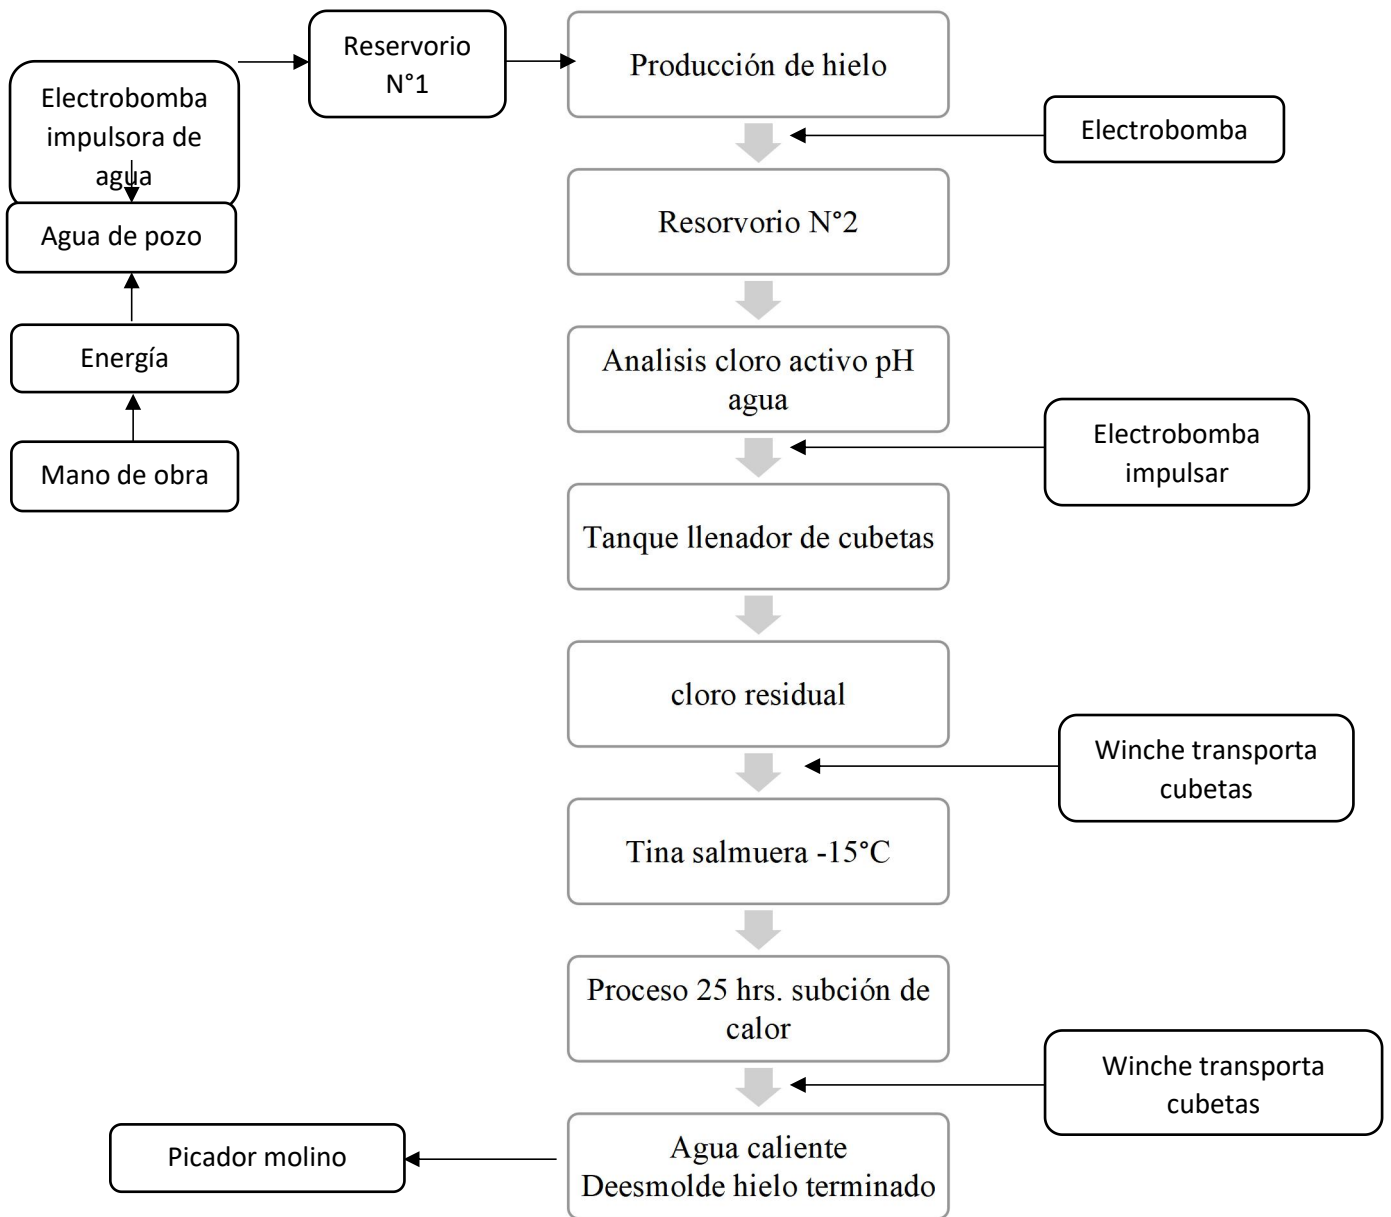 Reservorio
N°1
Producción de hielo
Electrobomba
impulsora de
agua
Electrobomba
Agua de pozo
Resorvorio N°2
Energía
Analisis cloro activo pH
agua
Mano de obra
Electrobomba
impulsar
Tanque llenador de cubetas
cloro residual
Winche transporta
cubetas
Tina salmuera -15°C
Proceso 25 hrs. subción de
calor
Winche transporta
cubetas
Picador molino
Agua caliente
Deesmolde hielo terminado